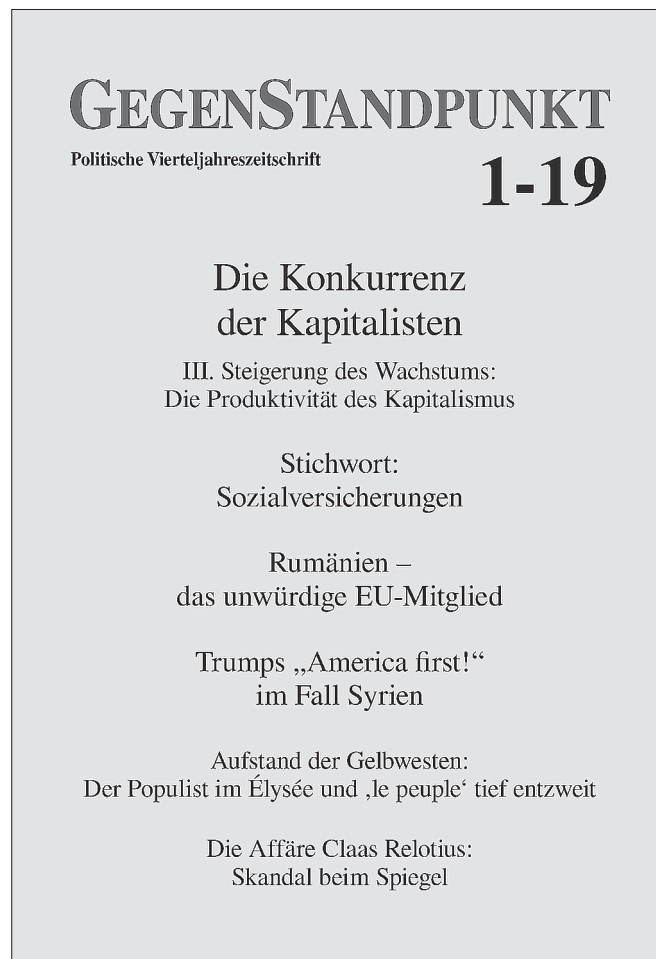 GEGENSTANDPUNKT
Politische Vierteljahreszeitschrift
1-19
Die Konkurrenz
der Kapitalisten
III. Steigerung des Wachstums:
Die Produktivität des Kapitalismus
Stichwort:
Sozialversicherungen
Rumänien –
das unwürdige EU-Mitglied
Trumps „America first!“
im Fall Syrien
Aufstand der Gelbwesten:
Der Populist im Élysée und ‚le peuple‘ tief entzweit
Die Affäre Claas Relotius:
Skandal beim Spiegel